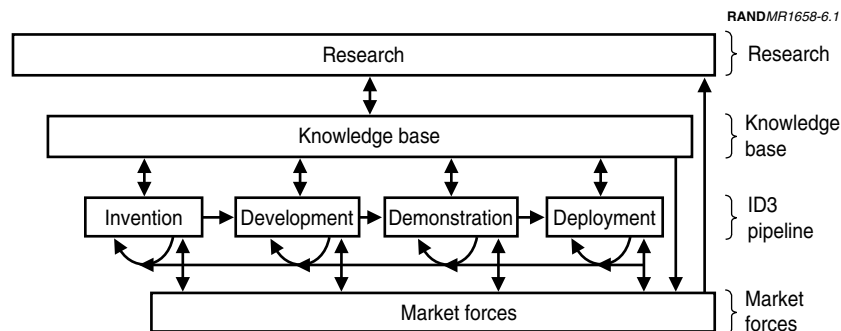 RANDMR1658-6.1
Research
Research
Knowledge base
Knowledge
base
Invention
Development
Demonstration
Deployment
ID3
pipeline
Market forces
Market
forces